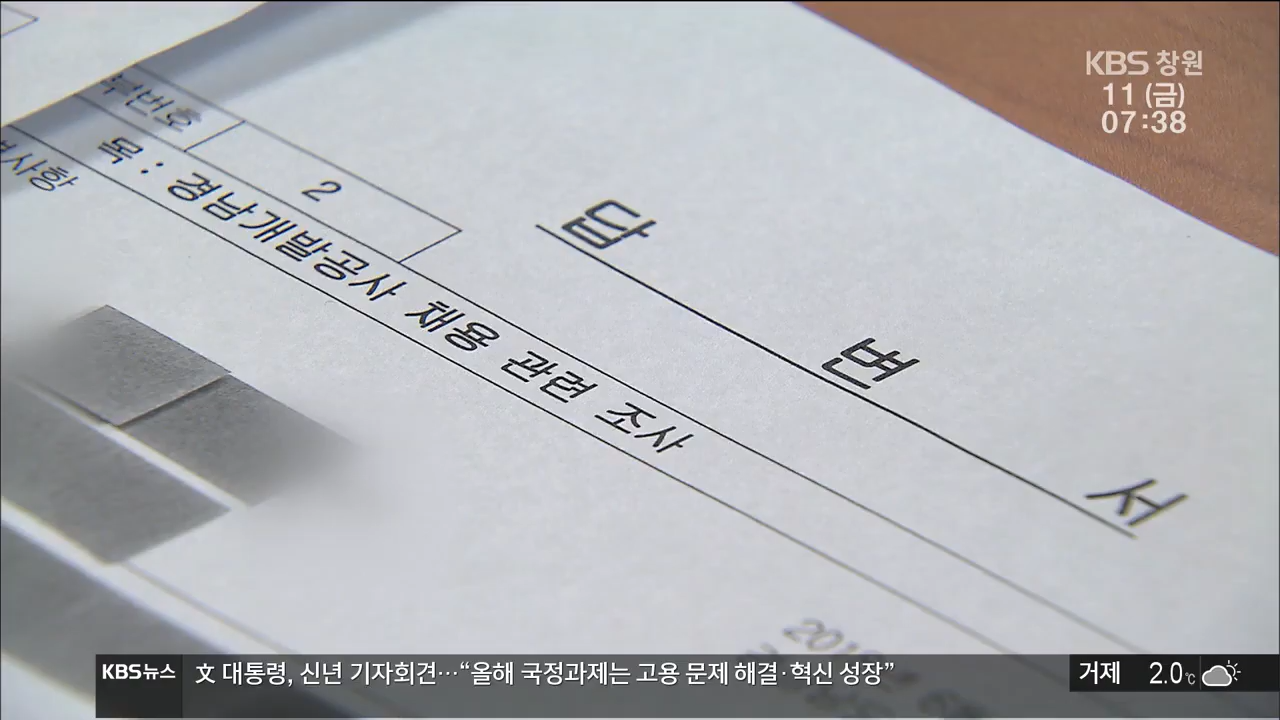 KBS 창원
11 (금)
07:38
답 변 서
부번호 2
목 : 경남개발공사 채용 관련 조사
사항
KBS뉴스 文 대통령, 신년 기자회견…“올해 국정과제는 고용 문제 해결·혁신 성장” 거제 2.0℃